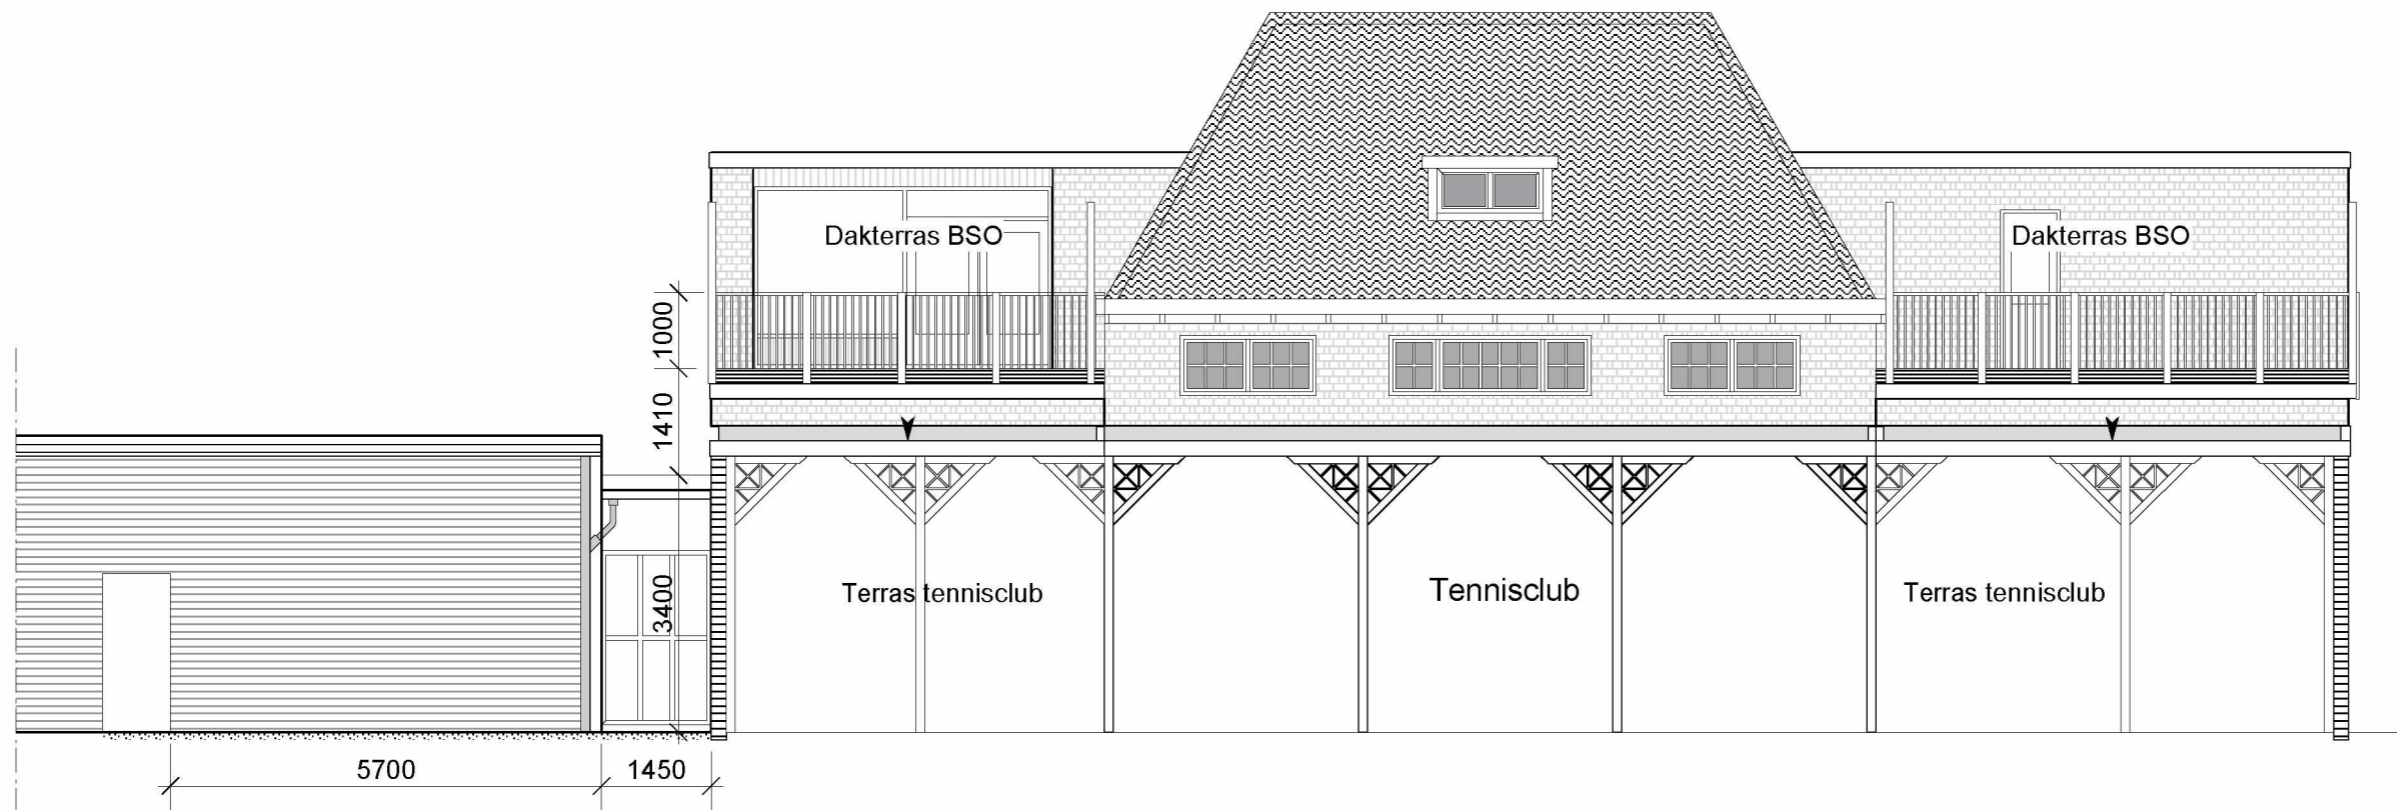 Dakterras BSO
Dakterras BSO
1000
1410
3400
Terras tennisclub
Tennisclub
Terras tennisclub
5700
1450